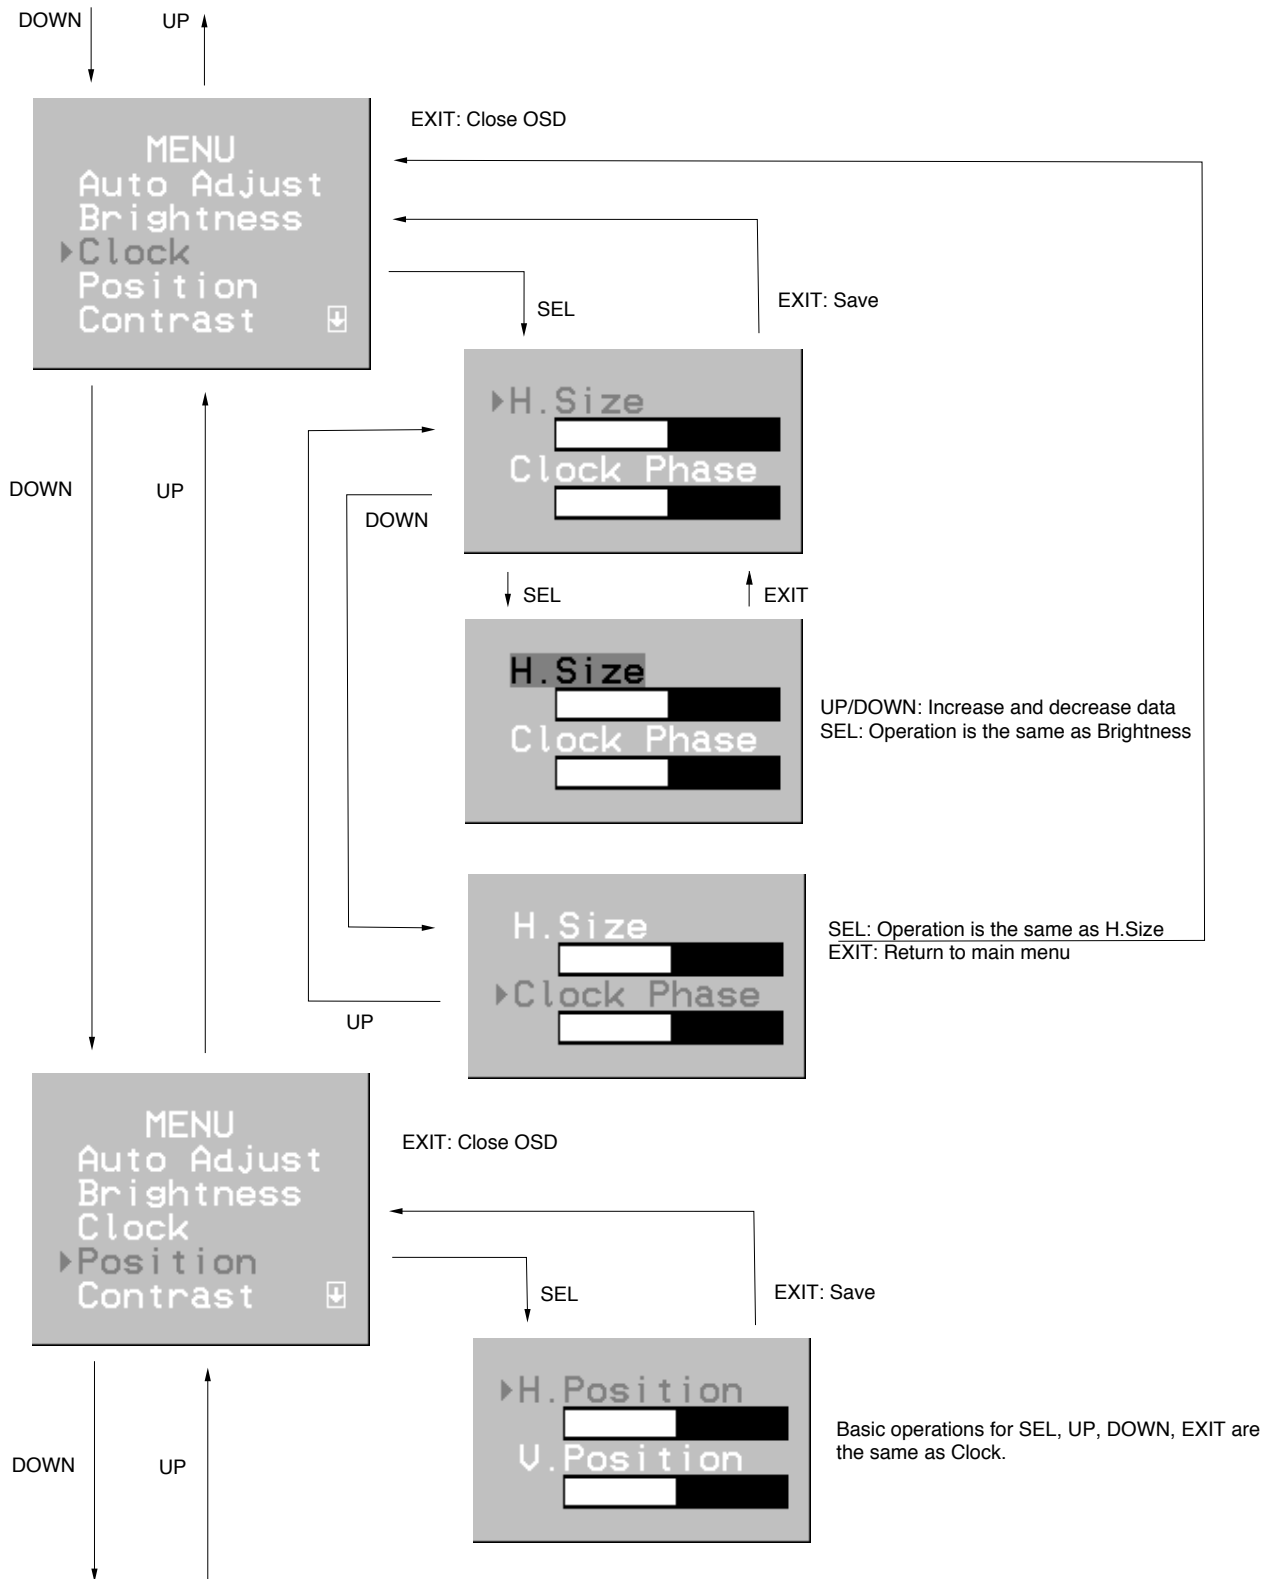 DOWN
UP
EXIT: Close OSD
MENU
Auto Adjust
Brightness
Clock
Position
Contrast
SEL
EXIT: Save
H.Size
Clock Phase
DOWN
UP
DOWN
SEL
EXIT
H.Size
Clock Phase
UP/DOWN: Increase and decrease data
SEL: Operation is the same as Brightness
H.Size
Clock Phase
SEL: Operation is the same as H.Size
EXIT: Return to main menu
UP
MENU
Auto Adjust
Brightness
Clock
Position
Contrast
EXIT: Close OSD
SEL
EXIT: Save
H.Position
V.Position
Basic operations for SEL, UP, DOWN, EXIT are
the same as Clock.
DOWN
UP